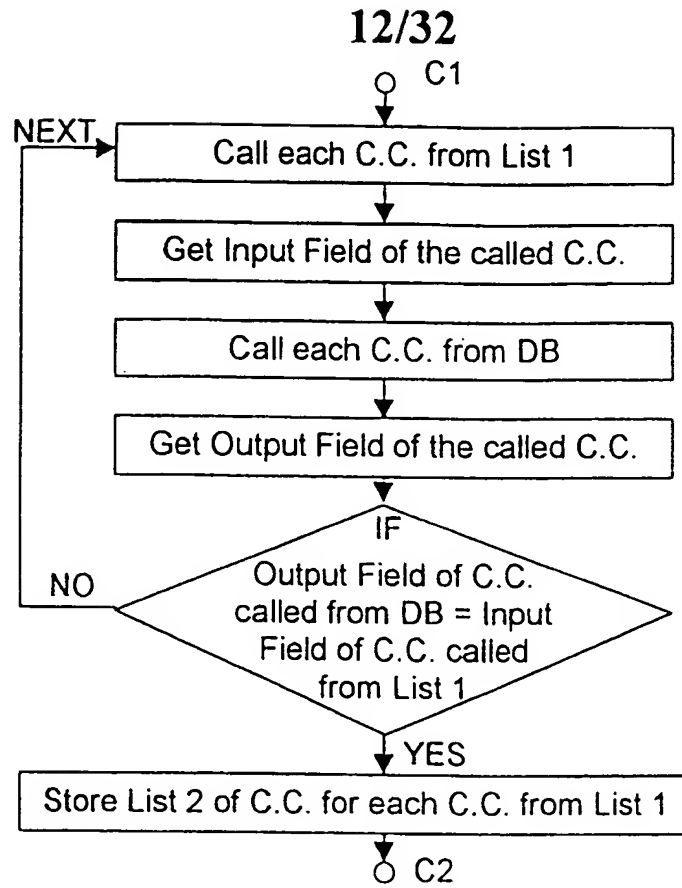 12/32
C1
NEXT
Call each C.C. from List 1
Get Input Field of the called C.C.
Call each C.C. from DB
Get Output Field of the called C.C.
IF
NO
Output Field of C.C.
called from DB = Input
Field of C.C. called
from List 1
YES
Store List 2 of C.C. for each C.C. from List 1
C2